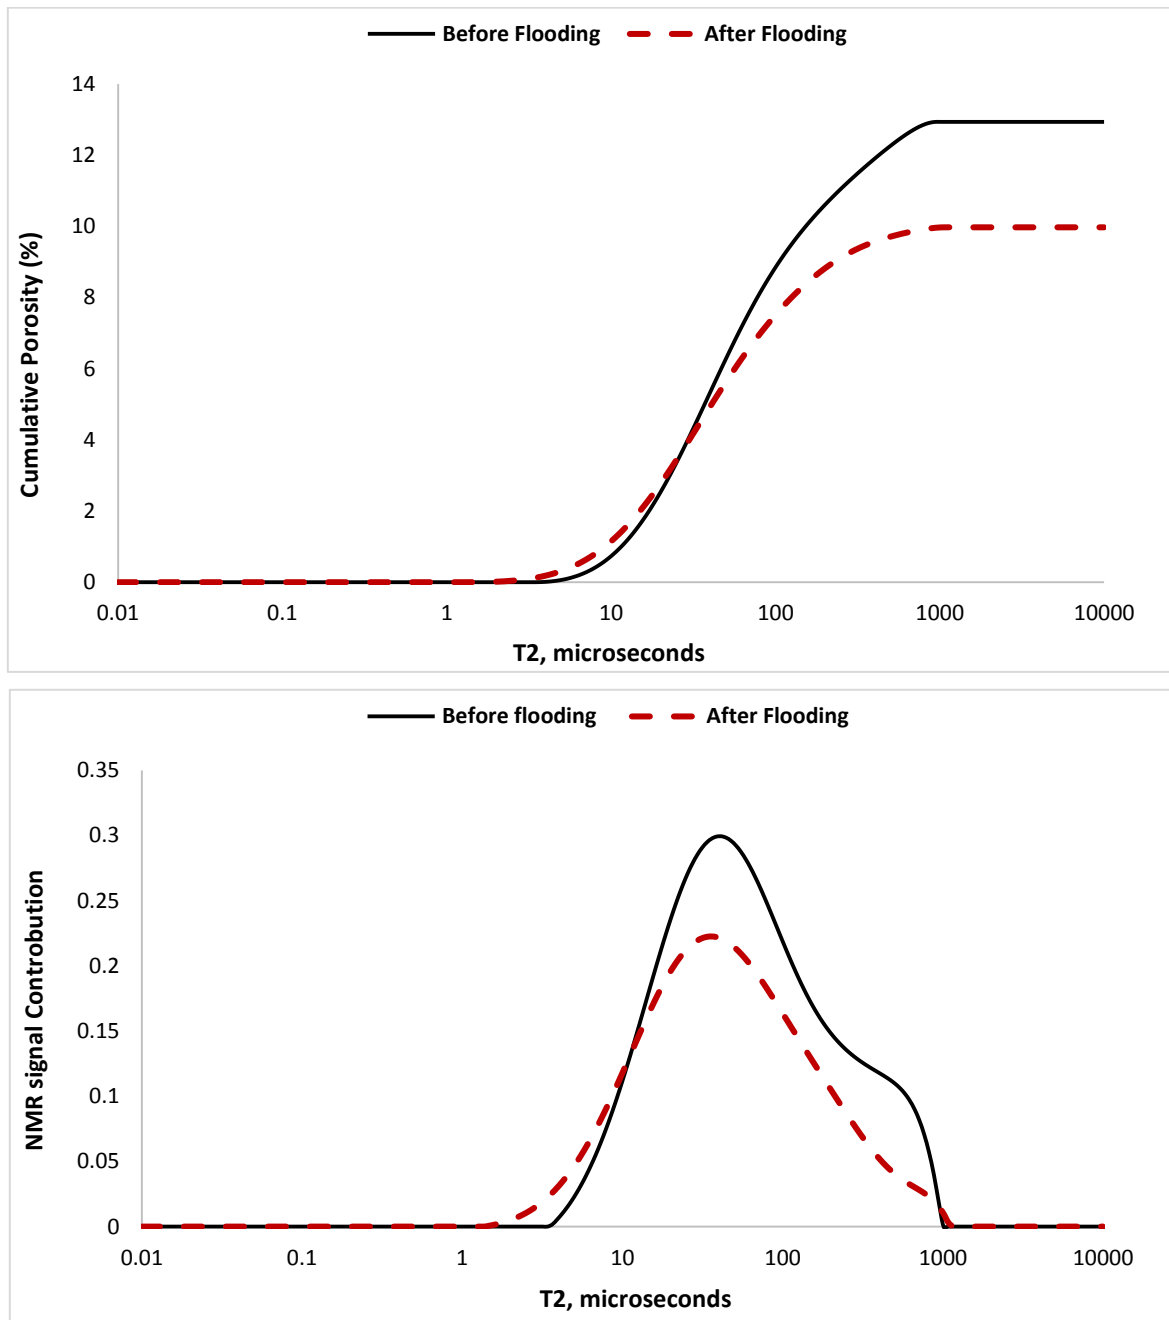 Before Flooding After Flooding
14
12
10
8
6
4
2
0
0.01 0.1 1 10 100 1000 10000
Cumulative Porosity (%)
T2, microseconds
Before flooding After Flooding
0.35
0.3
0.25
0.2
0.15
0.1
0.05
0
0.01 0.1 1 10 100 1000 10000
NMR signal Controbution
T2, microseconds